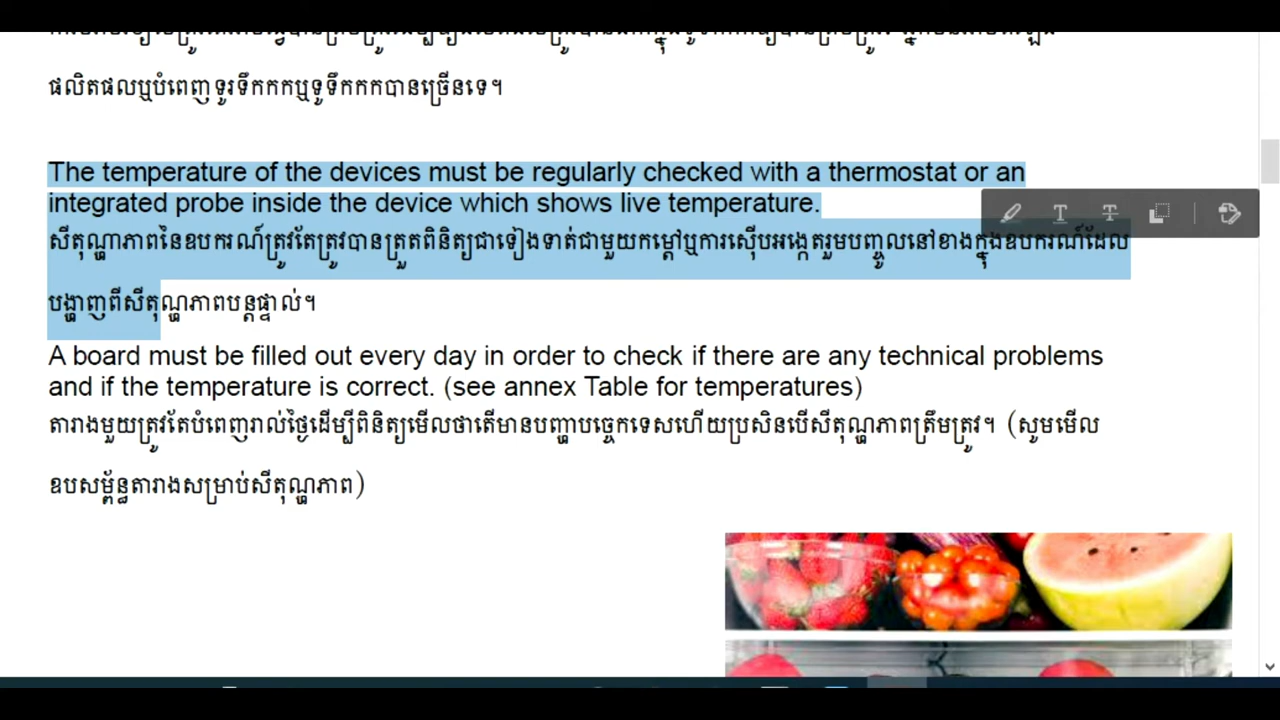 ផលិតផលឬបំពេញទូរទឹកកកឬទូទឹកកកបានច្រើនទេ។
The temperature of the devices must be regularly checked with a thermostat or an
integrated probe inside the device which shows live temperature.
សីតុណ្ហាភាពនៃឧបករណ៍ត្រូវតែត្រូវបានត្រួតពិនិត្យជាទៀងទាត់ជាមួយកម្តៅឬការស៊ើបអង្កេតរួមបញ្ចូលនៅខាងក្នុងឧបករណ៍ដែល
បង្ហាញពីសីតុណ្ហភាពបន្តផ្ទាល់។
A board must be filled out every day in order to check if there are any technical problems
and if the temperature is correct. (see annex Table for temperatures)
តារាងមួយត្រូវតែបំពេញរាល់ថ្ងៃដើម្បីពិនិត្យមើលថាតើមានបញ្ហាបច្ចេកទេសហើយប្រសិនបើសីតុណ្ហភាពត្រឹមត្រូវ។ (សូមមើល
ឧបសម្ព័ន្ធតារាងសម្រាប់សីតុណ្ហភាព)